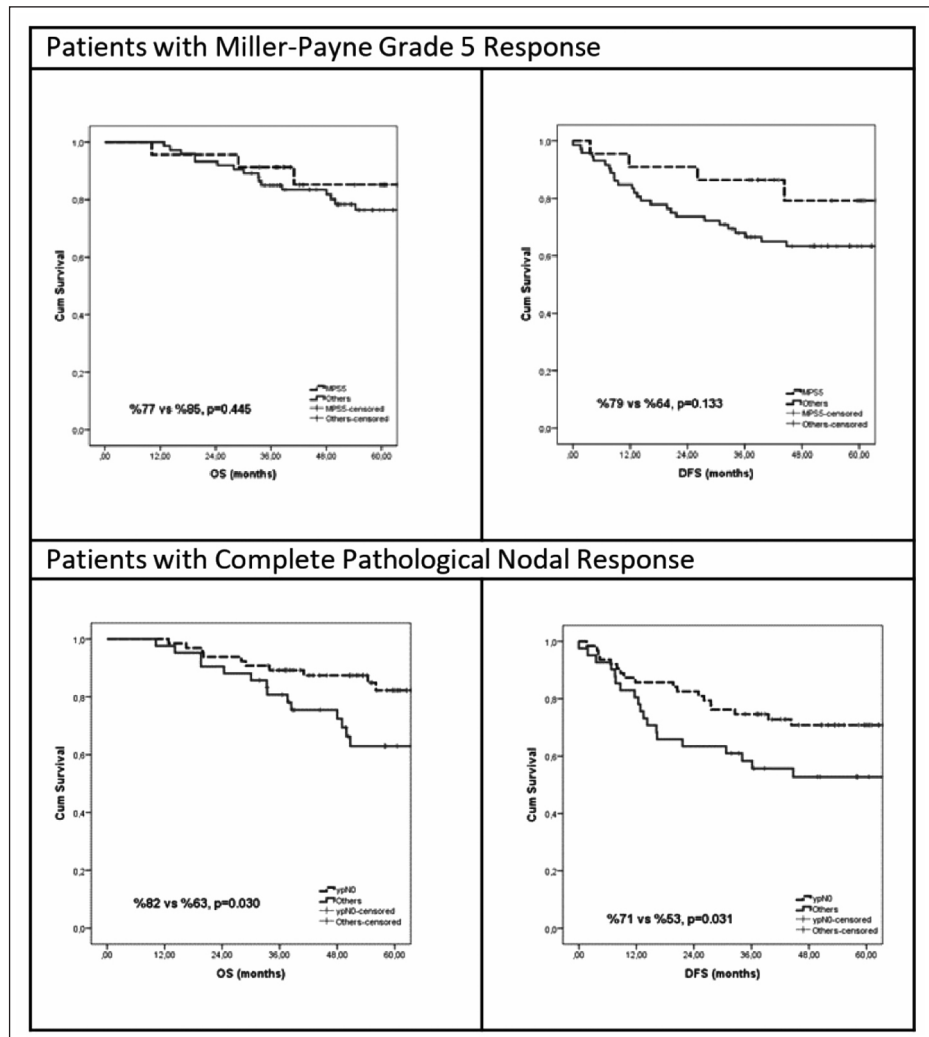 Patients with Miller-Payne Grade 5 Response
1,0
0,8
0,6
0,4
0,2
0,0
Cum Survival
%77 vs %85, p=0.445
MPS5
Others
MPS5-censored
Others-censored
,00 12,00 24,00 36,00 48,00 60,00
OS (months)
1,0
0,8
0,6
0,4
0,2
0,0
Cum Survival
%79 vs %64, p=0.133
MPS5
Others
MPS5-censored
Others-censored
,00 12,00 24,00 36,00 48,00 60,00
DFS (months)
Patients with Complete Pathological Nodal Response
1,0
0,8
0,6
0,4
0,2
0,0
Cum Survival
%82 vs %63, p=0.030
ypN0
Others
ypN0-censored
Others-censored
,00 12,00 24,00 36,00 48,00 60,00
OS (months)
1,0
0,8
0,6
0,4
0,2
0,0
Cum Survival
%71 vs %53, p=0.031
ypN0
Others
ypN0-censored
Others-censored
,00 12,00 24,00 36,00 48,00 60,00
DFS (months)